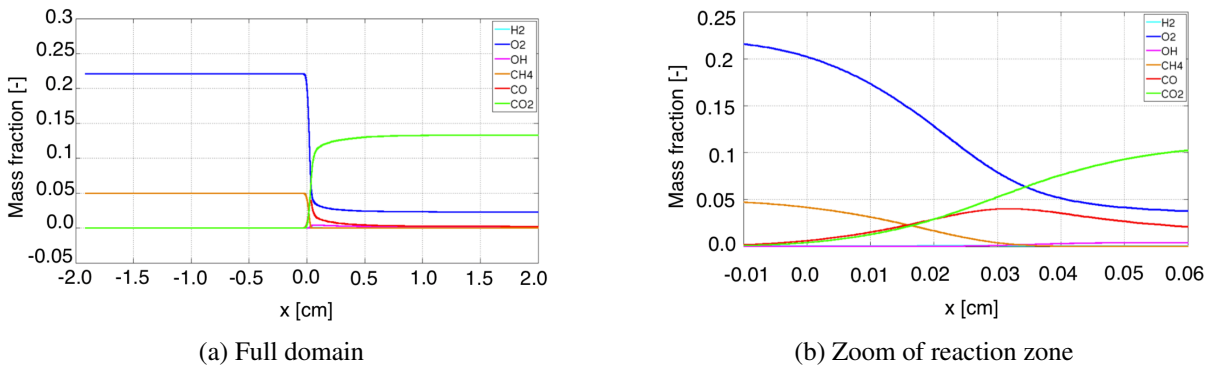 0.3
0.2
0.15
0.1
0.05
0.0
-0.05
Mass fraction [-]
-2.0 -1.5 -1.0 -0.5 0.0 0.5 1.0 1.5 2.0
x [cm]
H2
O2
OH
CH4
CO
CO2
(a) Full domain
0.25
0.2
0.15
0.1
0.05
0.0
Mass fraction [-]
-0.01 0.0 0.01 0.02 0.03 0.04 0.05 0.06
x [cm]
H2
O2
OH
CH4
CO
CO2
(b) Zoom of reaction zone